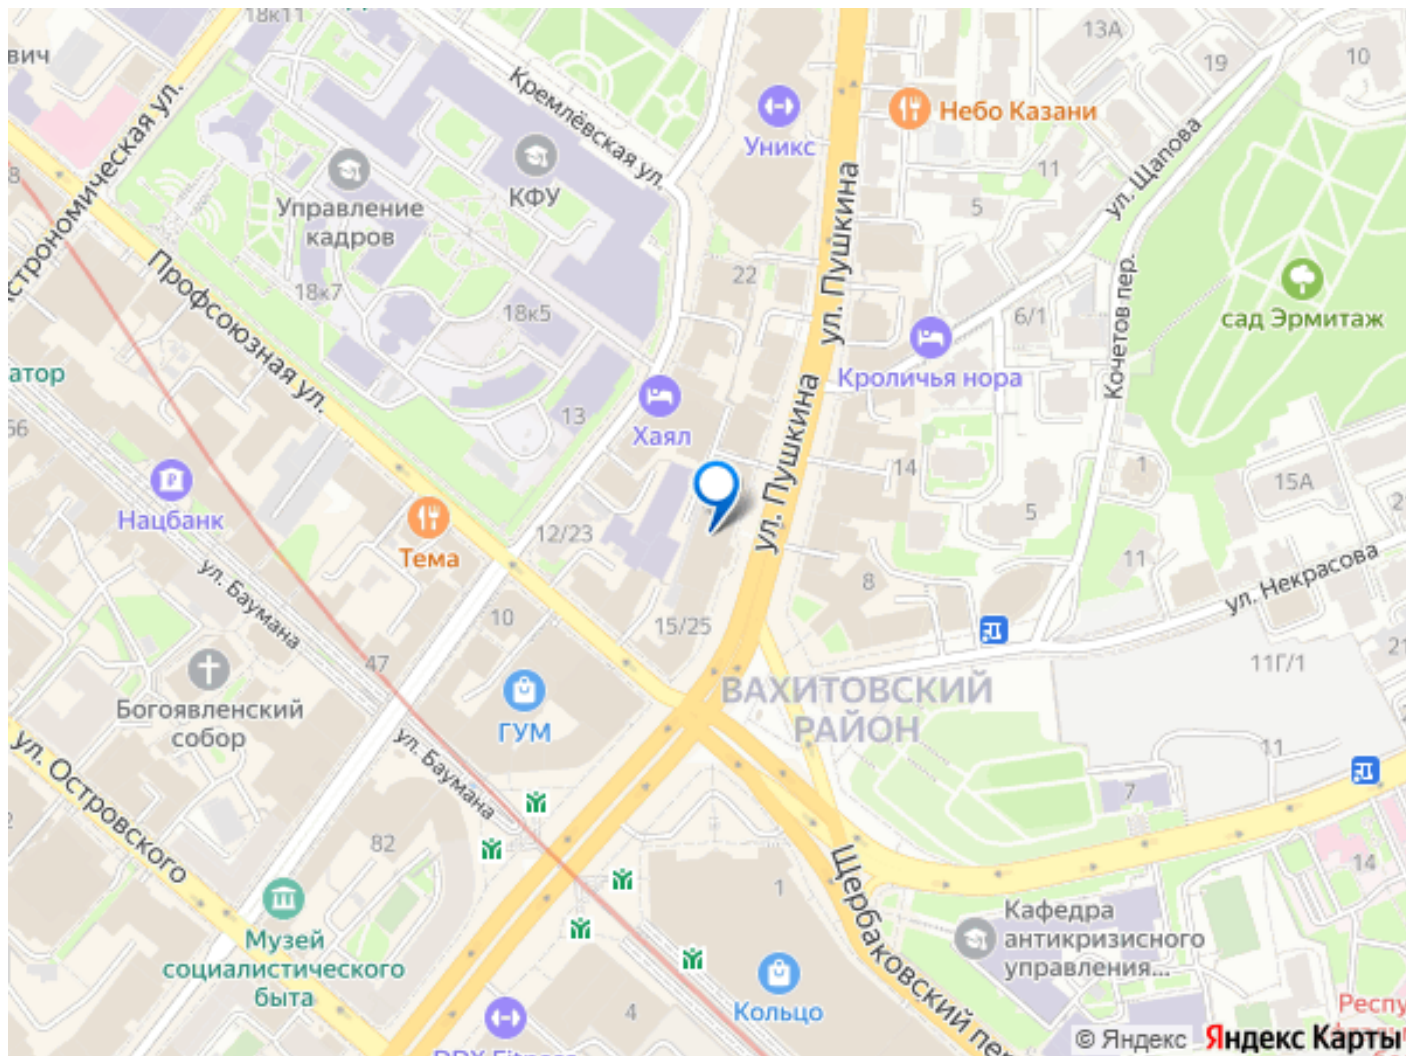 18к11
13А
вич
19
10
Кремлёвская ул.
Небо Казани
Уникс
Астрономическая ул.
ул. Щапова
КФУ
11
Управление
кадров
5
ул. Пушкина
Профсоюзная ул.
22
18к7
18к5
6/1
сад Эрмитаж
Кочетов пер.
атор
Кроличья нора
13
Хаял
56
ул. Пушкина
14
1
15А
Нацбанк
12/23
Тема
5
11
8
ул. Некрасова
ул. Баумана
10
15/25
47
11Г/1
21
Богоявленский
собор
ВАХИТОВСКИЙ
РАЙОН
ГУМ
ул. Баумана
ул. Островского
11
7
82
1
14
Щербаковский пер.
Кафедра
антикризисного
управления...
Музей
социалистического
быта
Кольцо
4
Респу
© Яндекс Яндекс Карты